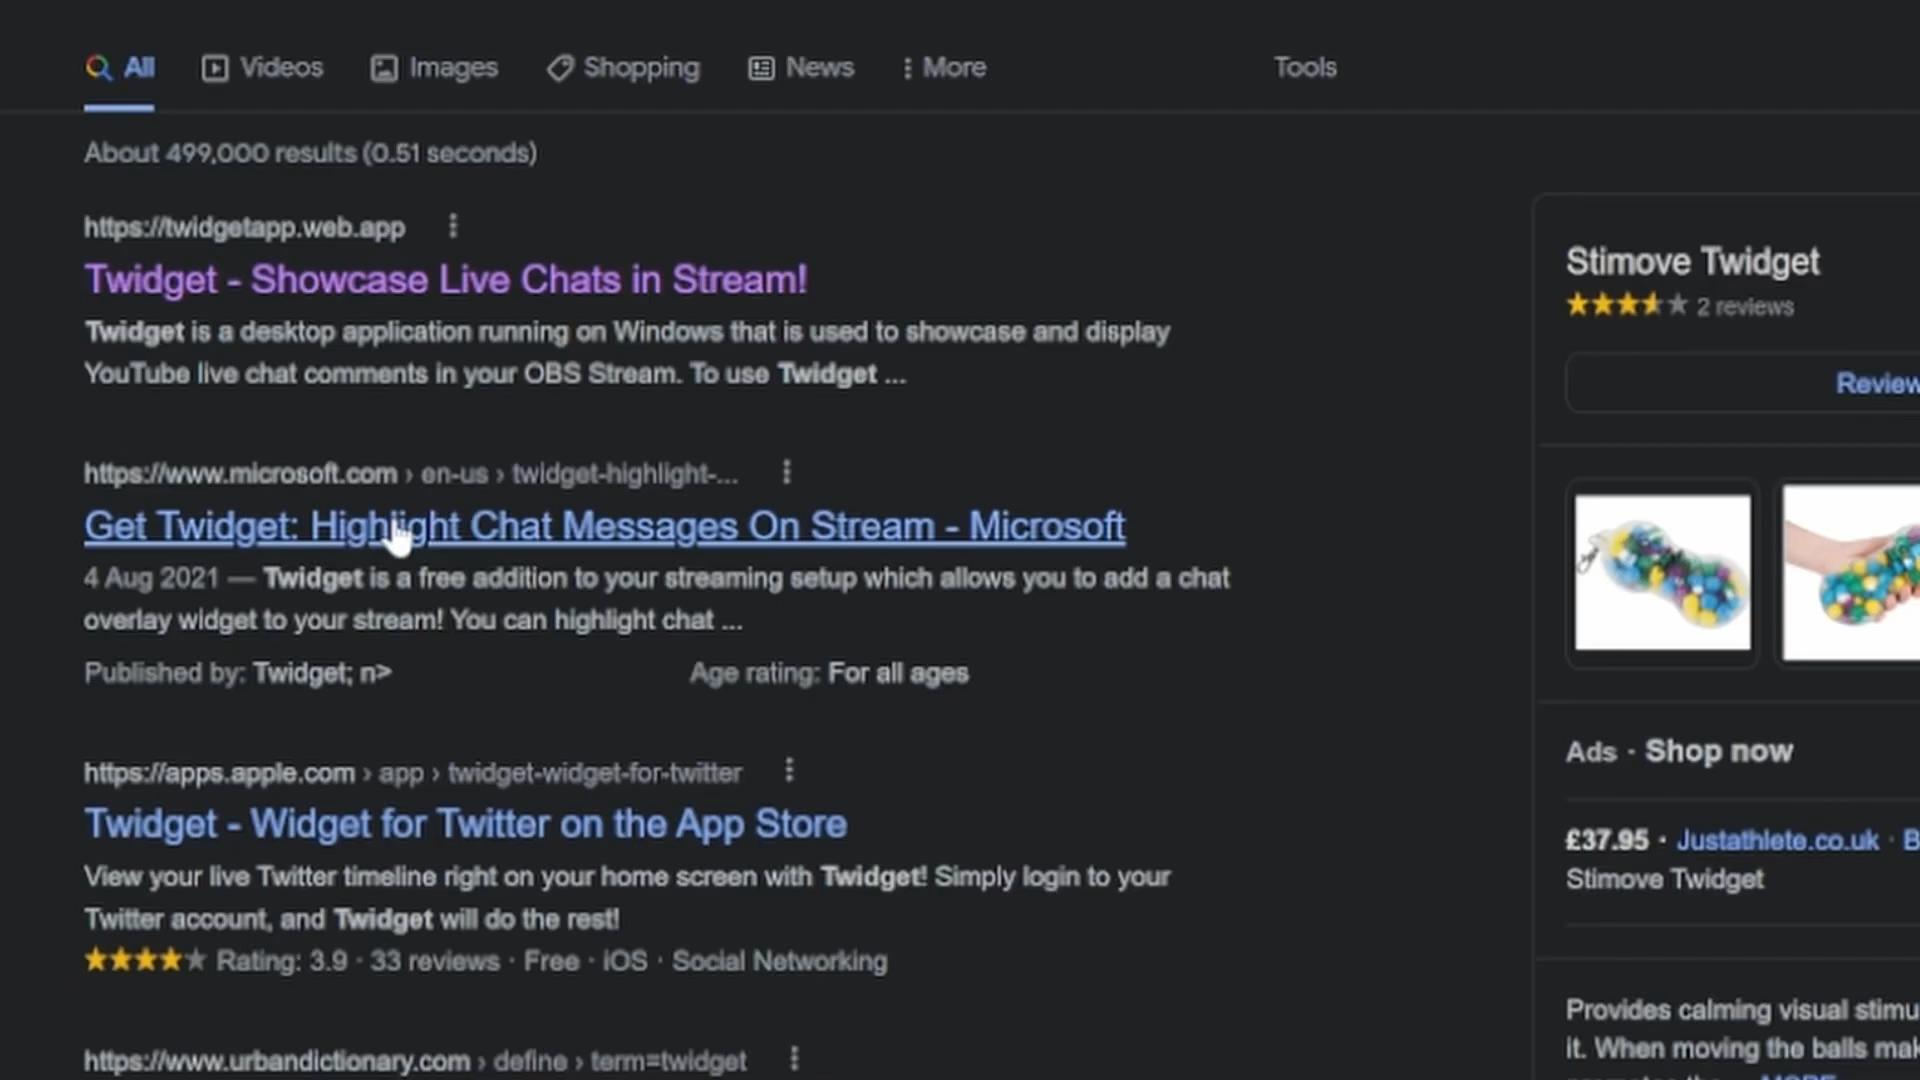 All Videos Images Shopping News More Tools
About 499,000 results (0.51 seconds)
https://twidgetapp.web.app
Twidget - Showcase Live Chats in Stream!
Twidget is a desktop application running on Windows that is used to showcase and display
YouTube live chat comments in your OBS Stream. To use Twidget ...
https://www.microsoft.com › en-us › twidget-highlight-...
Get Twidget: Highlight Chat Messages On Stream - Microsoft
4 Aug 2021 — Twidget is a free addition to your streaming setup which allows you to add a chat
overlay widget to your stream! You can highlight chat ...
Published by: Twidget; n> Age rating: For all ages
https://apps.apple.com › app › twidget-widget-for-twitter
Twidget - Widget for Twitter on the App Store
View your live Twitter timeline right on your home screen with Twidget! Simply login to your
Twitter account, and Twidget will do the rest!
Rating: 3.9 · 33 reviews · Free · iOS · Social Networking
https://www.urbandictionary.com › define › term=twidget
Stimove Twidget
2 reviews
Review
Ads · Shop now
£37.95 · Justathlete.co.uk · B
Stimove Twidget
Provides calming visual stimu
it. When moving the balls mak
MORE